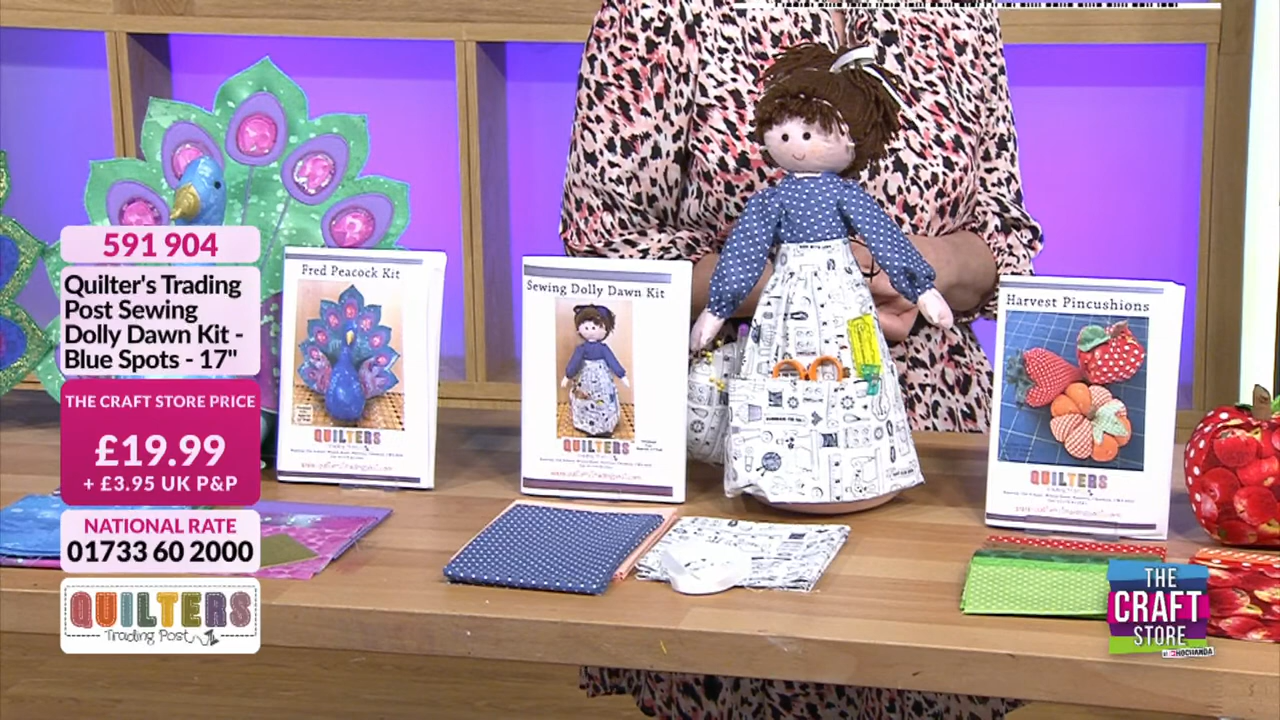 591 904
Quilter's Trading
Post Sewing
Dolly Dawn Kit -
Blue Spots - 17"
THE CRAFT STORE PRICE
£19.99
+ £3.95 UK P&P
NATIONAL RATE
01733 60 2000
QUILTERS
Trading Post
Fred Peacock Kit
QUILTERS
Sewing Dolly Dawn Kit
QUILTERS
Harvest Pincushions
QUILTERS
THE
CRAFT
STORE
HOCHANDA